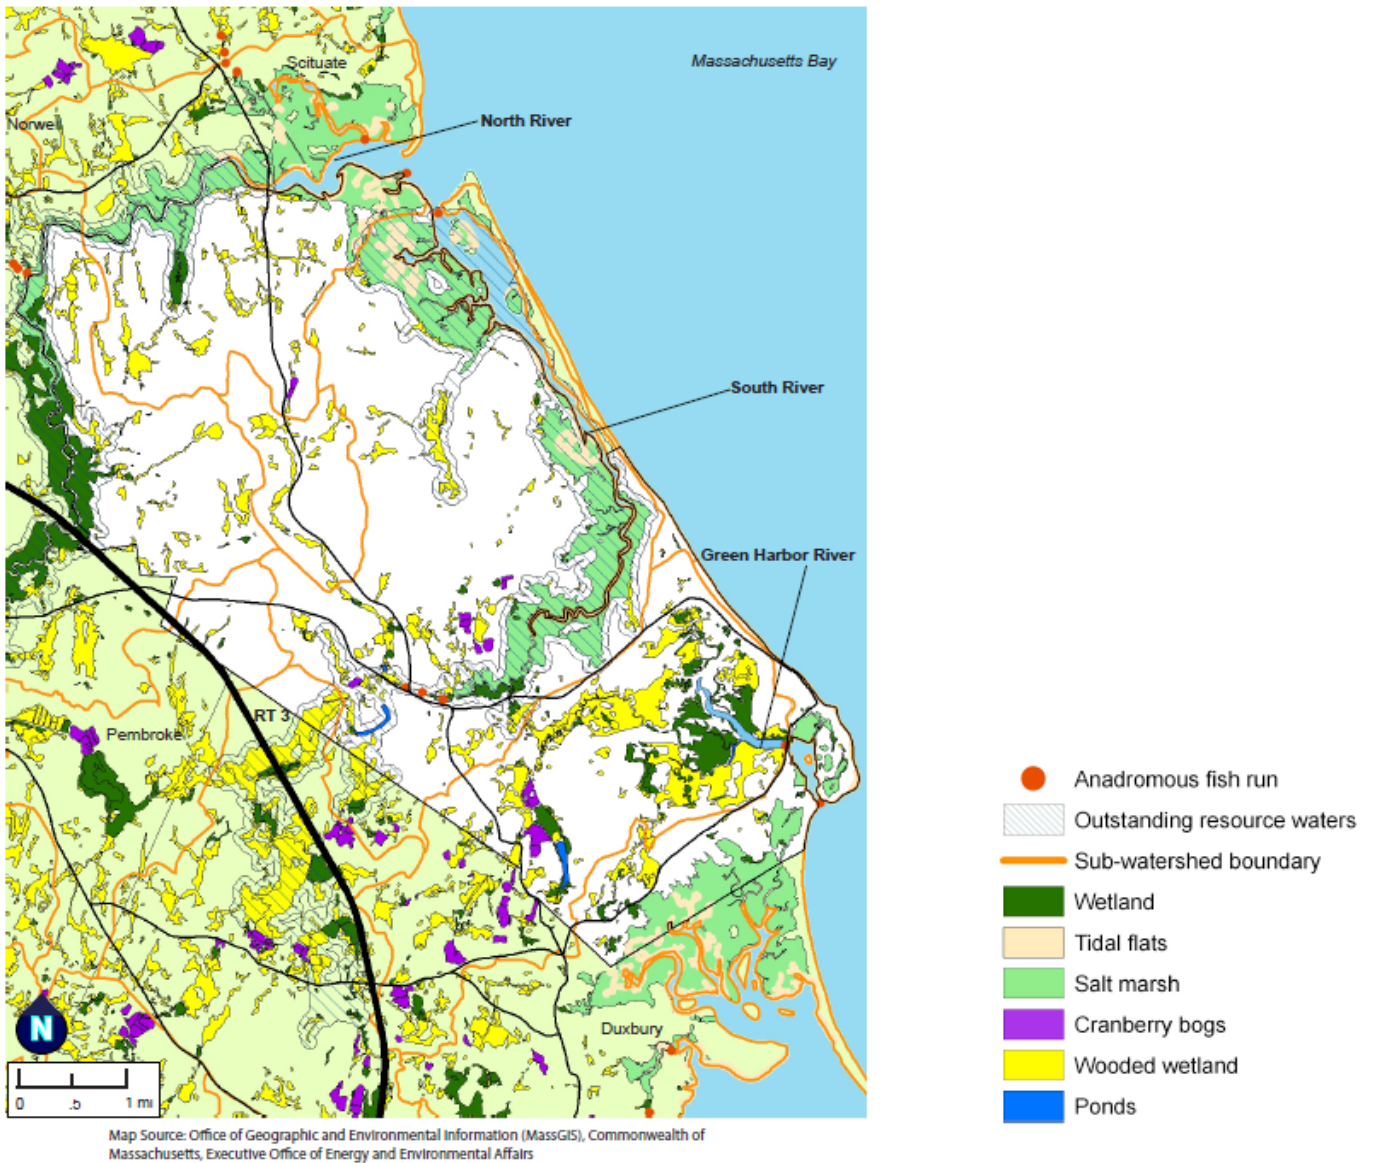 Massachusetts Bay
Scituate
North River
Norwell
South River
Green Harbor River
RT 3
Pembroke
Duxbury
N
0 .5 1 mi
Anadromous fish run
Outstanding resource waters
Sub-watershed boundary
Wetland
Tidal flats
Salt marsh
Cranberry bogs
Wooded wetland
Ponds
Map Source: Office of Geographic and Environmental Information (MassGIS), Commonwealth of
Massachusetts, Executive Office of Energy and Environmental Affairs